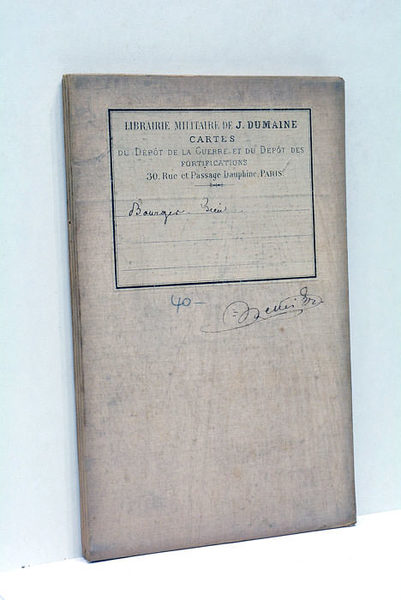 LIBRAIRIE MILITAIRE DE J. DUMAINE
CARTES
DU DÉPÔT DE LA GUERRE ET DU DÉPÔT DES
FORTIFICATIONS
30, Rue et Passage Dauphine, PARIS
Bourges
40-